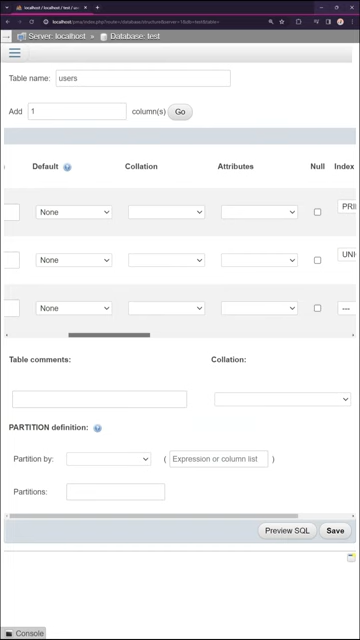 localhost / localhost / test / u
localhost/pma/index.php?route=/database/structure&server=1&db=test&table=
Server: localhost » Database: test
Table name: users
Add 1 column(s) Go
Default Collation Attributes Null Index
None PRI
None UNI
None ---
Table comments: Collation:
PARTITION definition:
Partition by: ( Expression or column list )
Partitions:
Preview SQL Save
Console